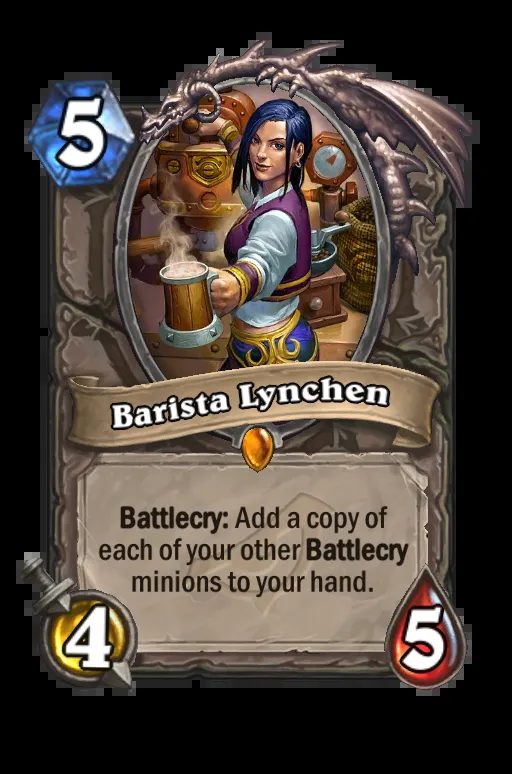 5
Barista Lynchen
Battlecry: Add a copy of
each of your other Battlecry
minions to your hand.
4
5